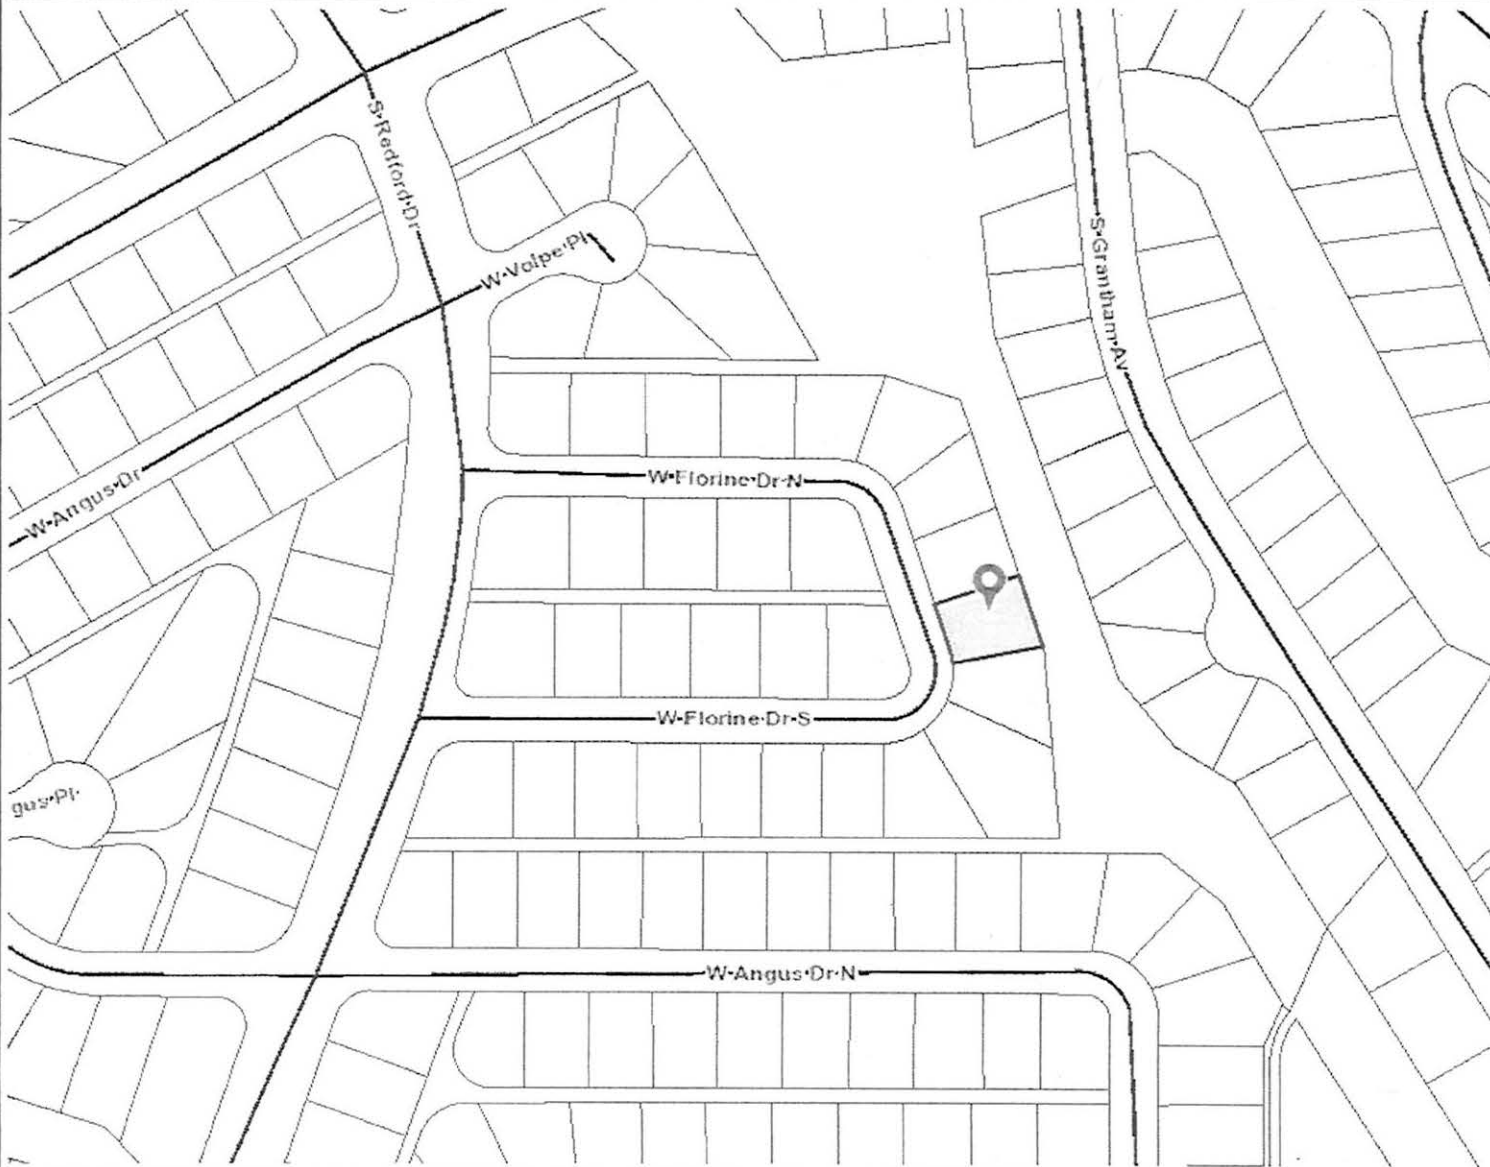 S Redford Dr
W Volpe Pl
S Grantham Av
W Angus Dr
W Florine Dr N
W Florine Dr S
gus Pl
W Angus Dr N